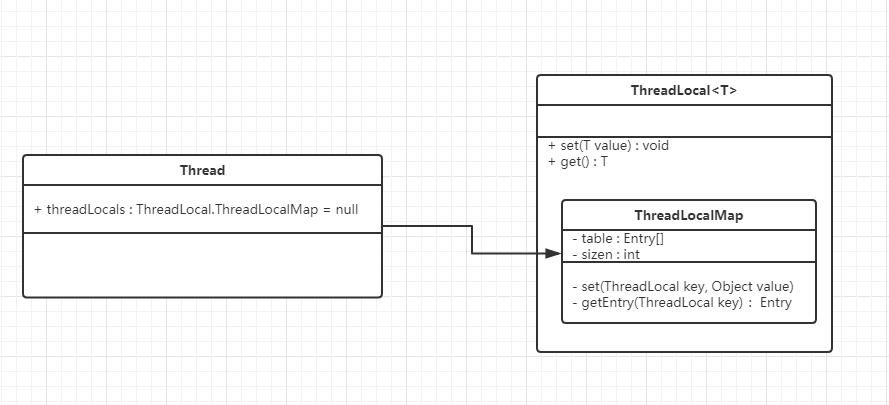 Thread
+ threadLocals : ThreadLocal.ThreadLocalMap = null
ThreadLocal<T>
+ set(T value) : void
+ get() : T
ThreadLocalMap
- table : Entry[]
- sizen : int
- set(ThreadLocal key, Object value)
- getEntry(ThreadLocal key) : Entry